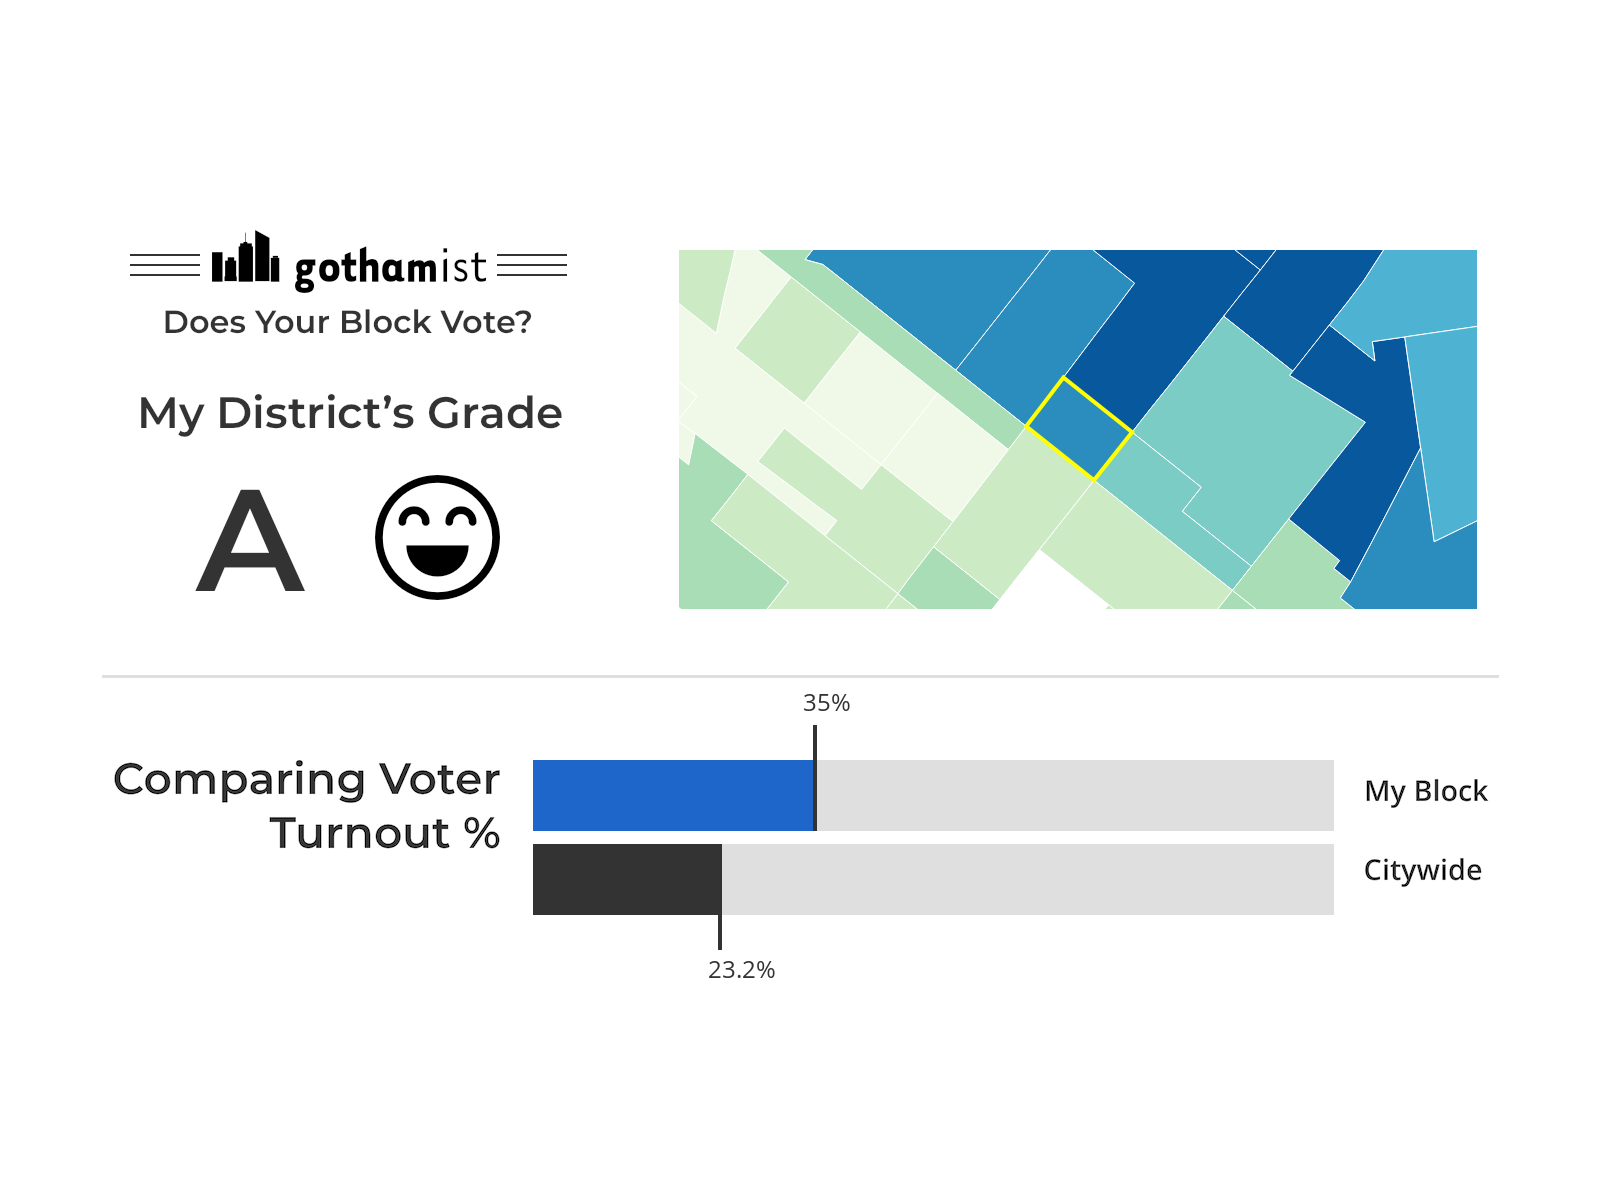 gothamist
Does Your Block Vote?
My District’s Grade
A
35%
Comparing Voter
Turnout %
My Block
Citywide
23.2%